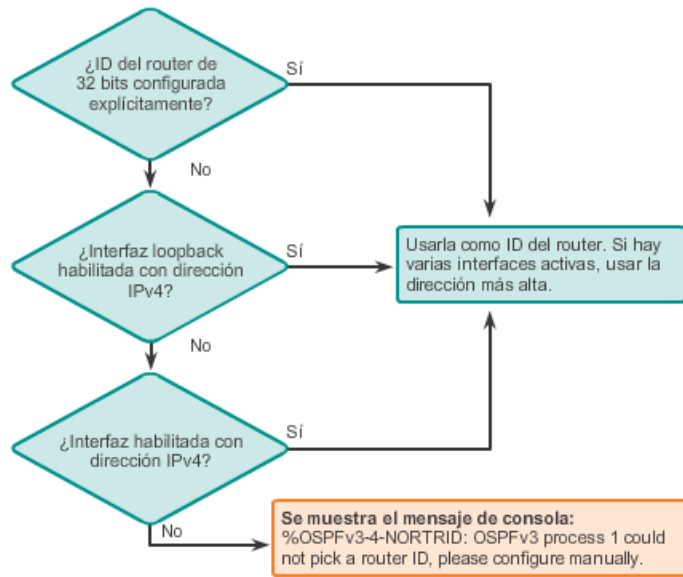 ¿ID del router de
32 bits configurada
explícitamente?
Sí
No
¿Interfaz loopback
habilitada con dirección
IPv4?
Sí
Usarla como ID del router. Si hay
varias interfaces activas, usar la
dirección más alta.
No
¿Interfaz habilitada con
dirección IPv4?
Sí
No
Se muestra el mensaje de consola:
%OSPFv3-4-NORTRID: OSPFv3 process 1 could
not pick a router ID, please configure manually.